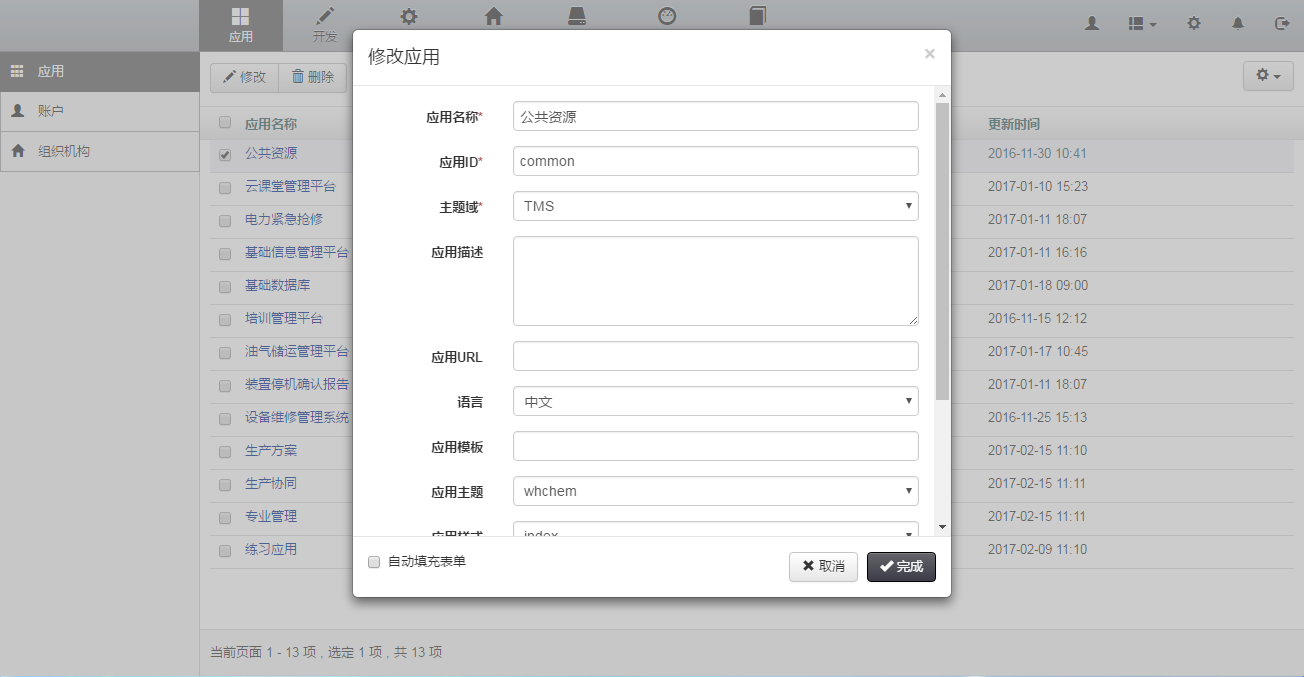 应用
开发
应用
账户
组织机构
修改 删除
应用名称 更新时间
公共资源 2016-11-30 10:41
云课堂管理平台 2017-01-10 15:23
电力紧急抢修 2017-01-11 18:07
基础信息管理平台 2017-01-11 16:16
基础数据库 2017-01-18 09:00
培训管理平台 2016-11-15 12:12
油气储运管理平台 2017-01-17 10:45
装置停机确认报告 2017-01-11 18:07
设备维修管理系统 2016-11-25 15:13
生产方案 2017-02-15 11:10
生产协同 2017-02-15 11:11
专业管理 2017-02-15 11:11
练习应用 2017-02-09 11:10
当前页面 1 - 13 项 , 选定 1 项 , 共 13 项
修改应用 ×
应用名称* 公共资源
应用ID* common
主题域* TMS
应用描述
应用URL
语言 中文
应用模板
应用主题 whchem
应用样式 index
自动填充表单
取消 完成